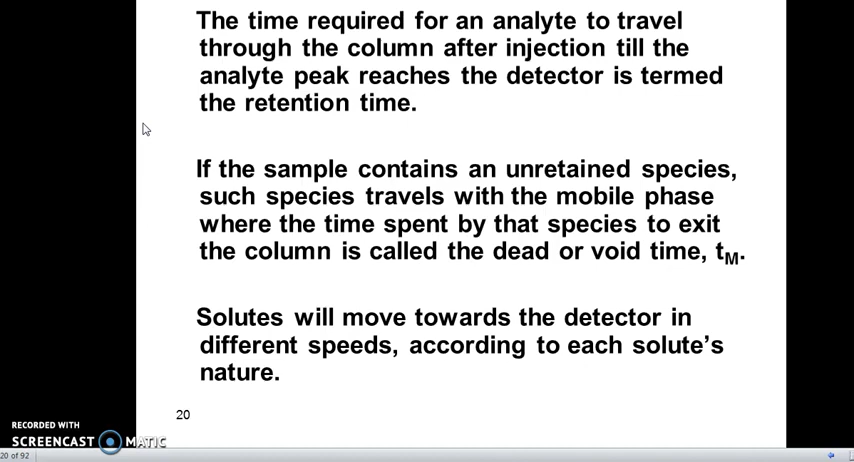 The time required for an analyte to travel
through the column after injection till the
analyte peak reaches the detector is termed
the retention time.
If the sample contains an unretained species,
such species travels with the mobile phase
where the time spent by that species to exit
the column is called the dead or void time, tM.
Solutes will move towards the detector in
different speeds, according to each solute's
nature.
20
RECORDED WITH
SCREENCAST MATIC
20 of 92